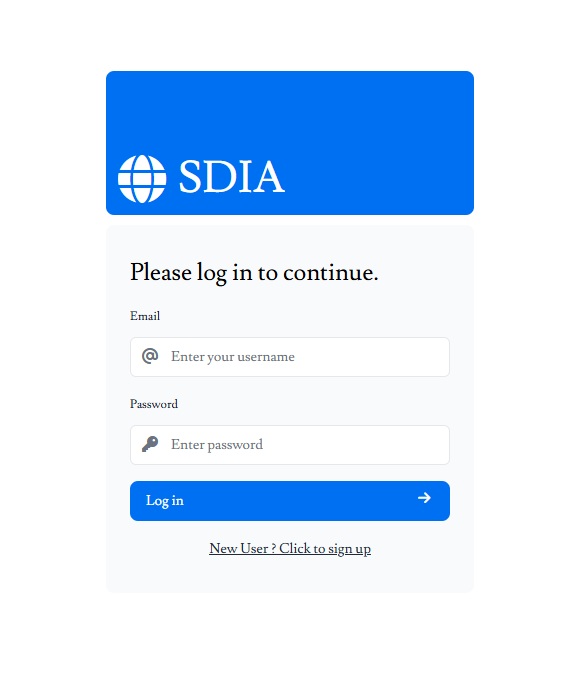 SDIA
Please log in to continue.
Email
@ Enter your username
Password
Enter password
Log in
New User ? Click to sign up